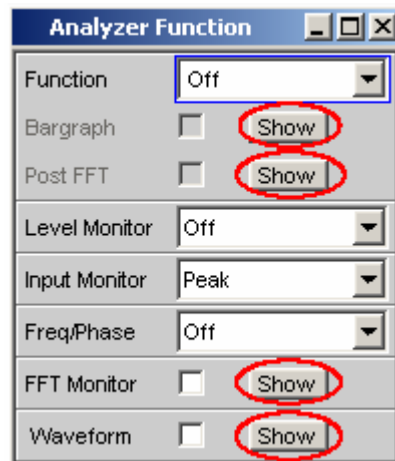 Analyzer Function
Function Off
Bargraph Show
Post FFT Show
Level Monitor Off
Input Monitor Peak
Freq/Phase Off
FFT Monitor Show
Waveform Show